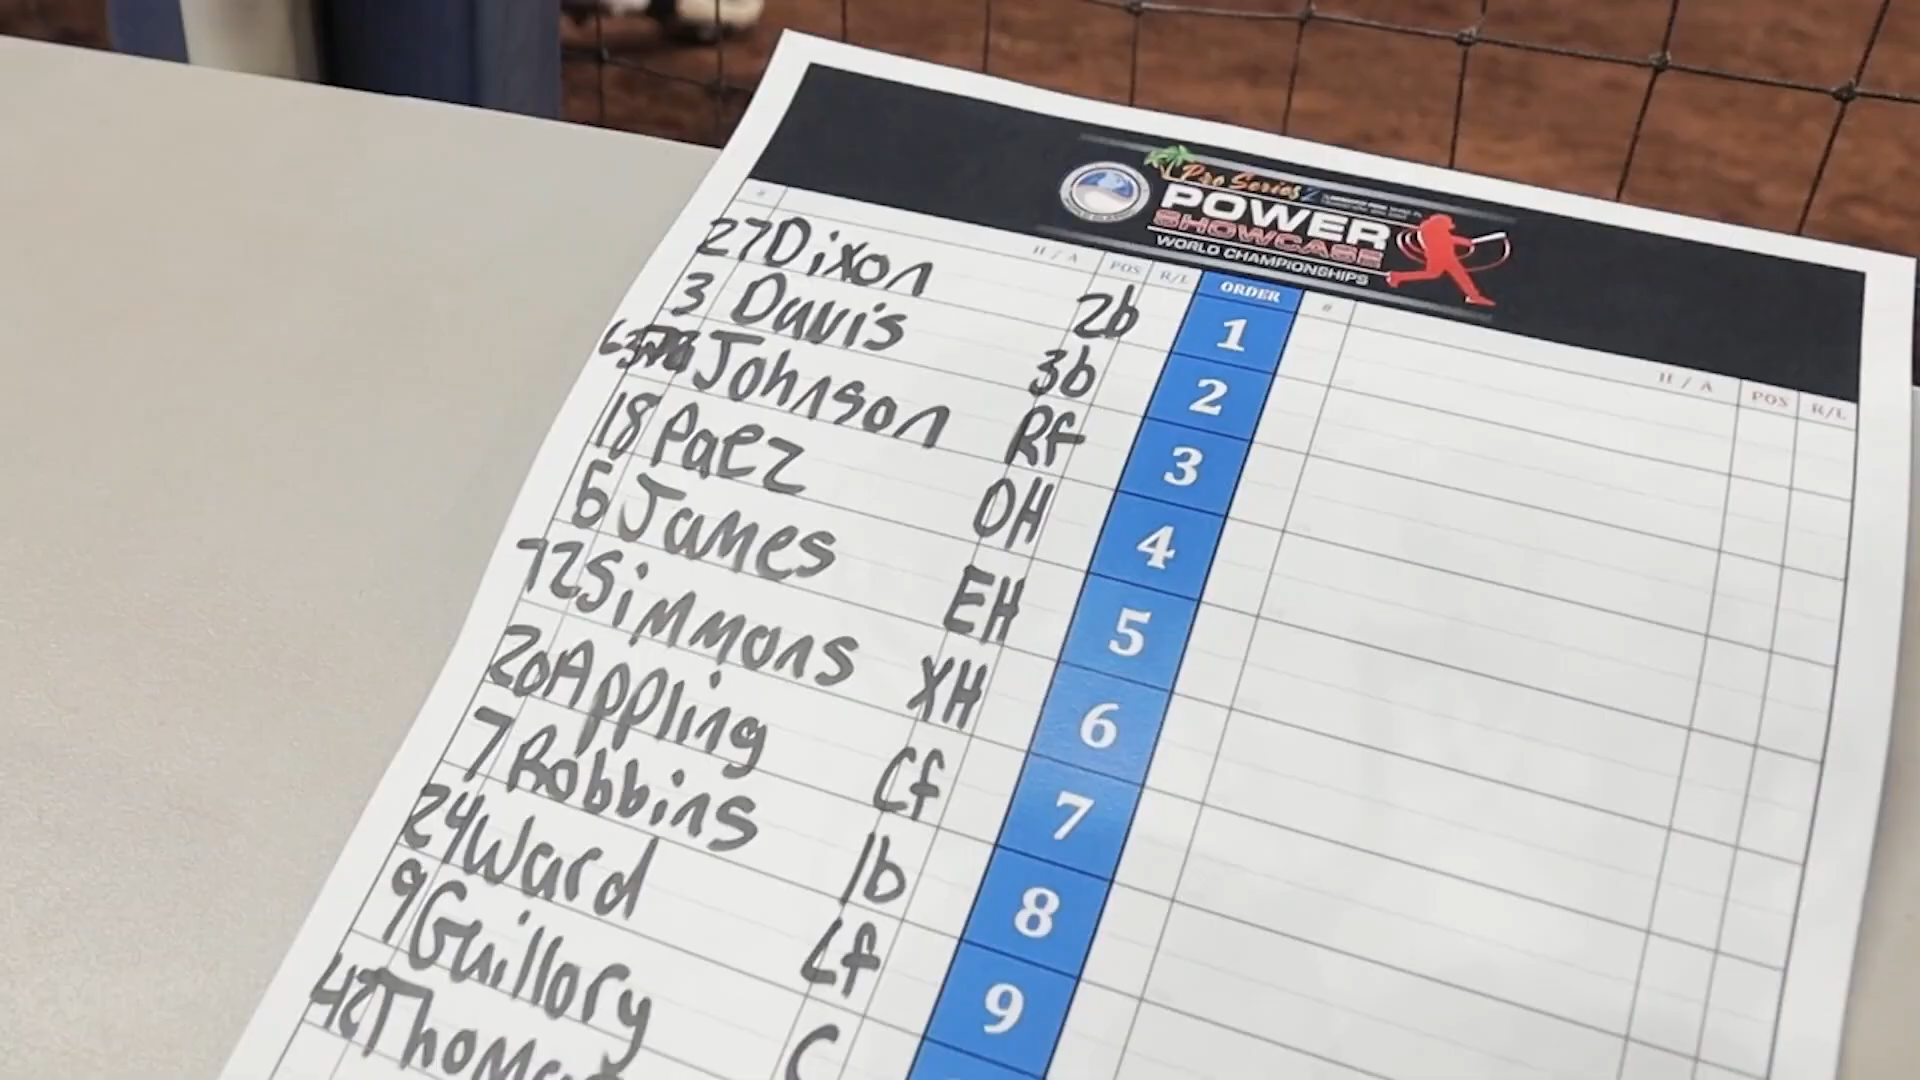 Pro Series
POWER
SHOWCASE
WORLD CHAMPIONSHIPS
# H / A POS R/L ORDER # H / A POS R/L
27 Dixon 2b 1
3 Davis 3b 2
Johnson Rf 3
18 Paez DH 4
6 James EH 5
72 Simmons XH 6
20 Appling Cf 7
7 Robbins 1b 8
24 Ward Lf 9
9 Guillory C
42